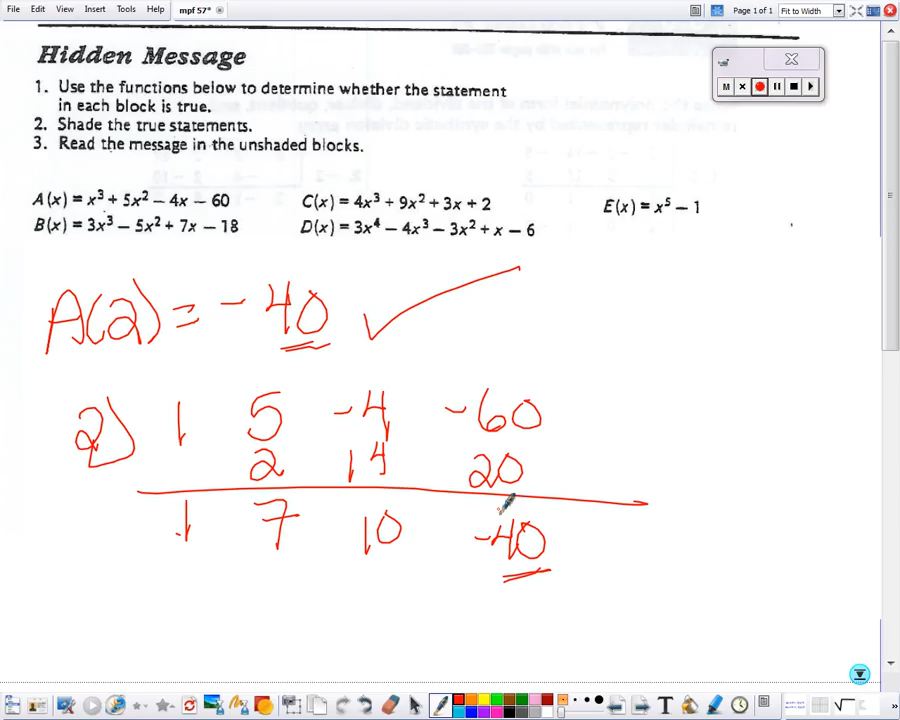 File Edit View Insert Tools Help mpf 57* Page 1 of 1 Fit to Width
Hidden Message
1. Use the functions below to determine whether the statement
in each block is true.
2. Shade the true statements.
3. Read the message in the unshaded blocks.
M
A(x) = x³ + 5x² − 4x − 60 C(x) = 4x³ + 9x² + 3x + 2 E(x) = x⁵ − 1
B(x) = 3x³ − 5x² + 7x − 18 D(x) = 3x⁴ − 4x³ − 3x² + x − 6
A(2) = -40 ✓
2) 1 5 -4 -60
2 14 20
1 7 10 -40